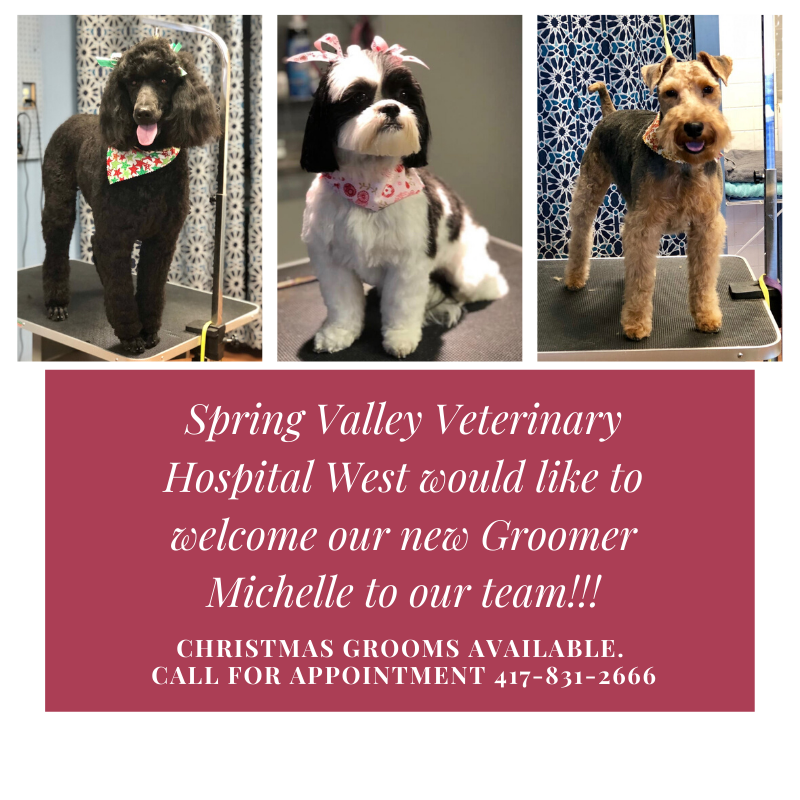 Spring Valley Veterinary
Hospital West would like to
welcome our new Groomer
Michelle to our team!!!
CHRISTMAS GROOMS AVAILABLE.
CALL FOR APPOINTMENT 417-831-2666